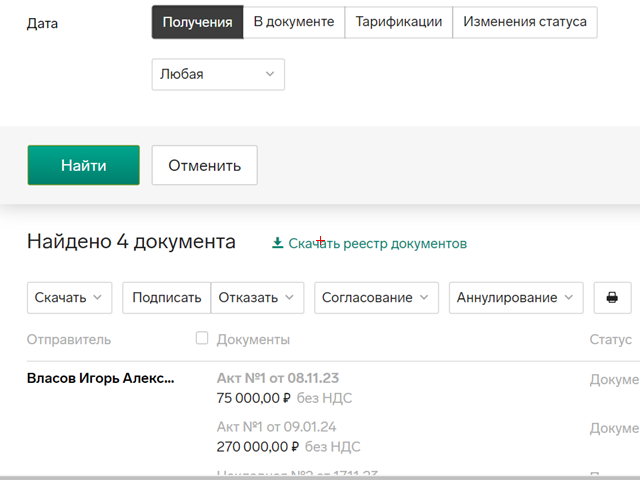 Дата Получения В документе Тарификации Изменения статуса
Любая
Найти Отменить
Найдено 4 документа Скачать реестр документов
Скачать Подписать Отказать Согласование Аннулирование
Отправитель Документы Статус
Власов Игорь Алекс... Акт №1 от 08.11.23 Докуме
75 000,00 ₽ без НДС
Акт №1 от 09.01.24 Докуме
270 000,00 ₽ без НДС